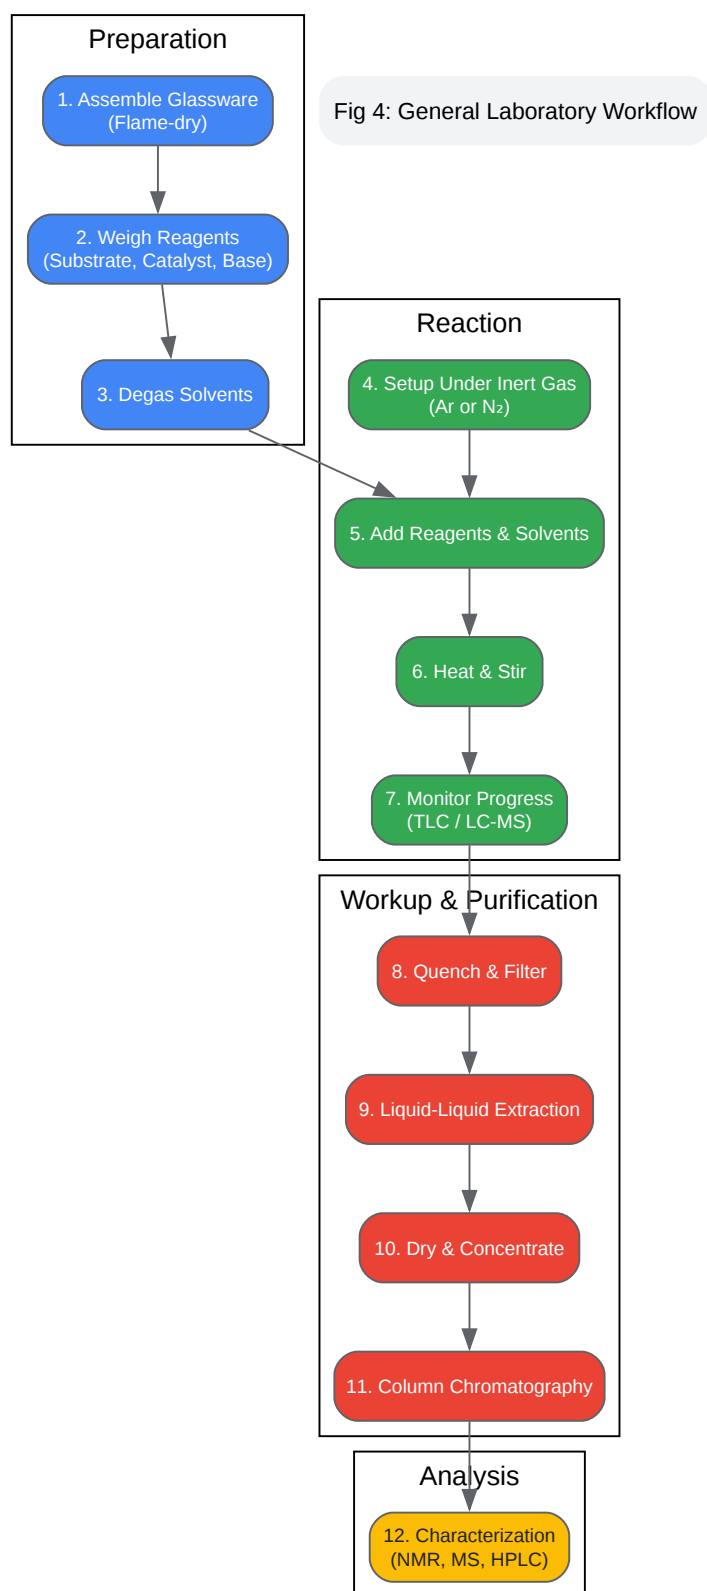 Preparation
1. Assemble Glassware
(Flame-dry)
Fig 4: General Laboratory Workflow
2. Weigh Reagents
(Substrate, Catalyst, Base)
3. Degas Solvents
Reaction
4. Setup Under Inert Gas
(Ar or N₂)
5. Add Reagents & Solvents
6. Heat & Stir
7. Monitor Progress
(TLC / LC-MS)
Workup & Purification
8. Quench & Filter
9. Liquid-Liquid Extraction
10. Dry & Concentrate
11. Column Chromatography
Analysis
12. Characterization
(NMR, MS, HPLC)